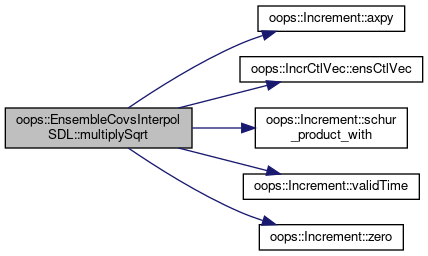 oops::Increment::axpy
oops::IncrCtlVec::ensCtlVec
oops::EnsembleCovsInterpol
SDL::multiplySqrt
oops::Increment::schur
_product_with
oops::Increment::validTime
oops::Increment::zero